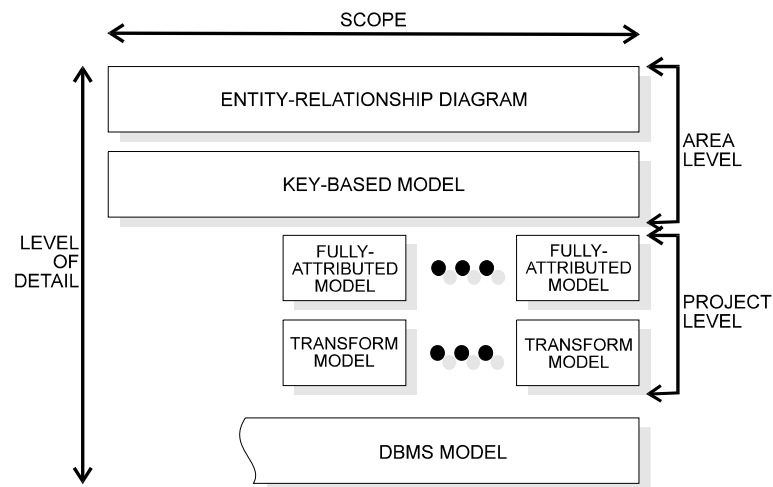 SCOPE
ENTITY-RELATIONSHIP DIAGRAM
AREA
LEVEL
KEY-BASED MODEL
LEVEL
OF
DETAIL
FULLY-
ATTRIBUTED
MODEL
FULLY-
ATTRIBUTED
MODEL
PROJECT
LEVEL
TRANSFORM
MODEL
TRANSFORM
MODEL
DBMS MODEL